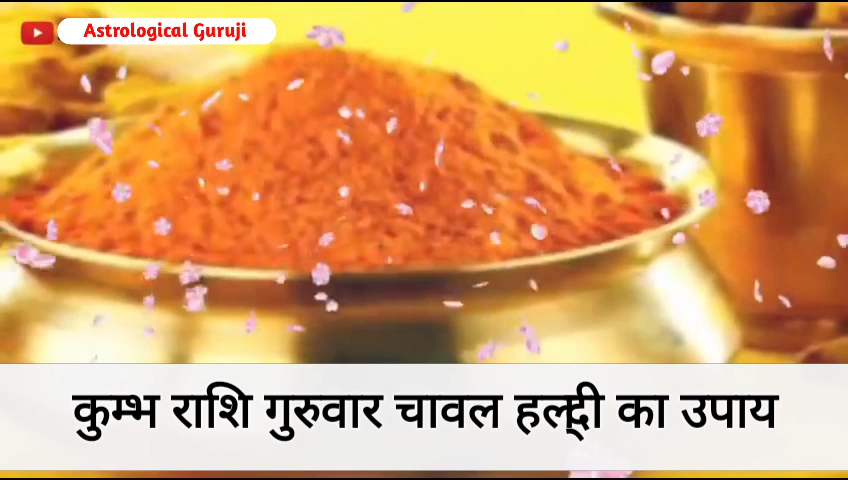 Astrological Guruji
कुम्भ राशि गुरुवार चावल हल्द्दी का उपाय